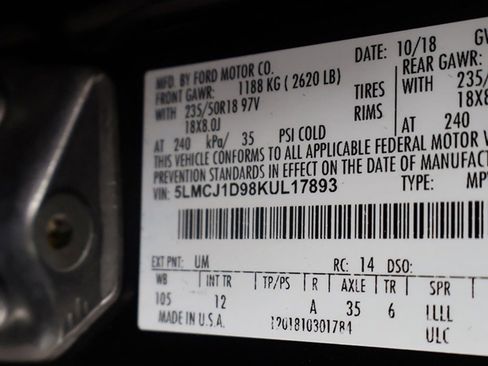 MFD. BY FORD MOTOR CO. DATE: 10/18 GV
FRONT GAWR: 1188 KG ( 2620 LB) REAR GAWR:
WITH 235/50R18 97V TIRES WITH 235/
18X8.0J RIMS 18X8.
AT 240 kPa/ 35 PSI COLD AT 240
THIS VEHICLE CONFORMS TO ALL APPLICABLE FEDERAL MOTOR V
PREVENTION STANDARDS IN EFFECT ON THE DATE OF MANUFACT
VIN: 5LMCJ1D98KUL17893 TYPE: MP
EXT PNT: UM RC: 14 DSO:
WB INT TR TP/PS R AXLE TR SPR
105 12 A 35 6 LLLL
MADE IN U.S.A. 1201810301784 ULC